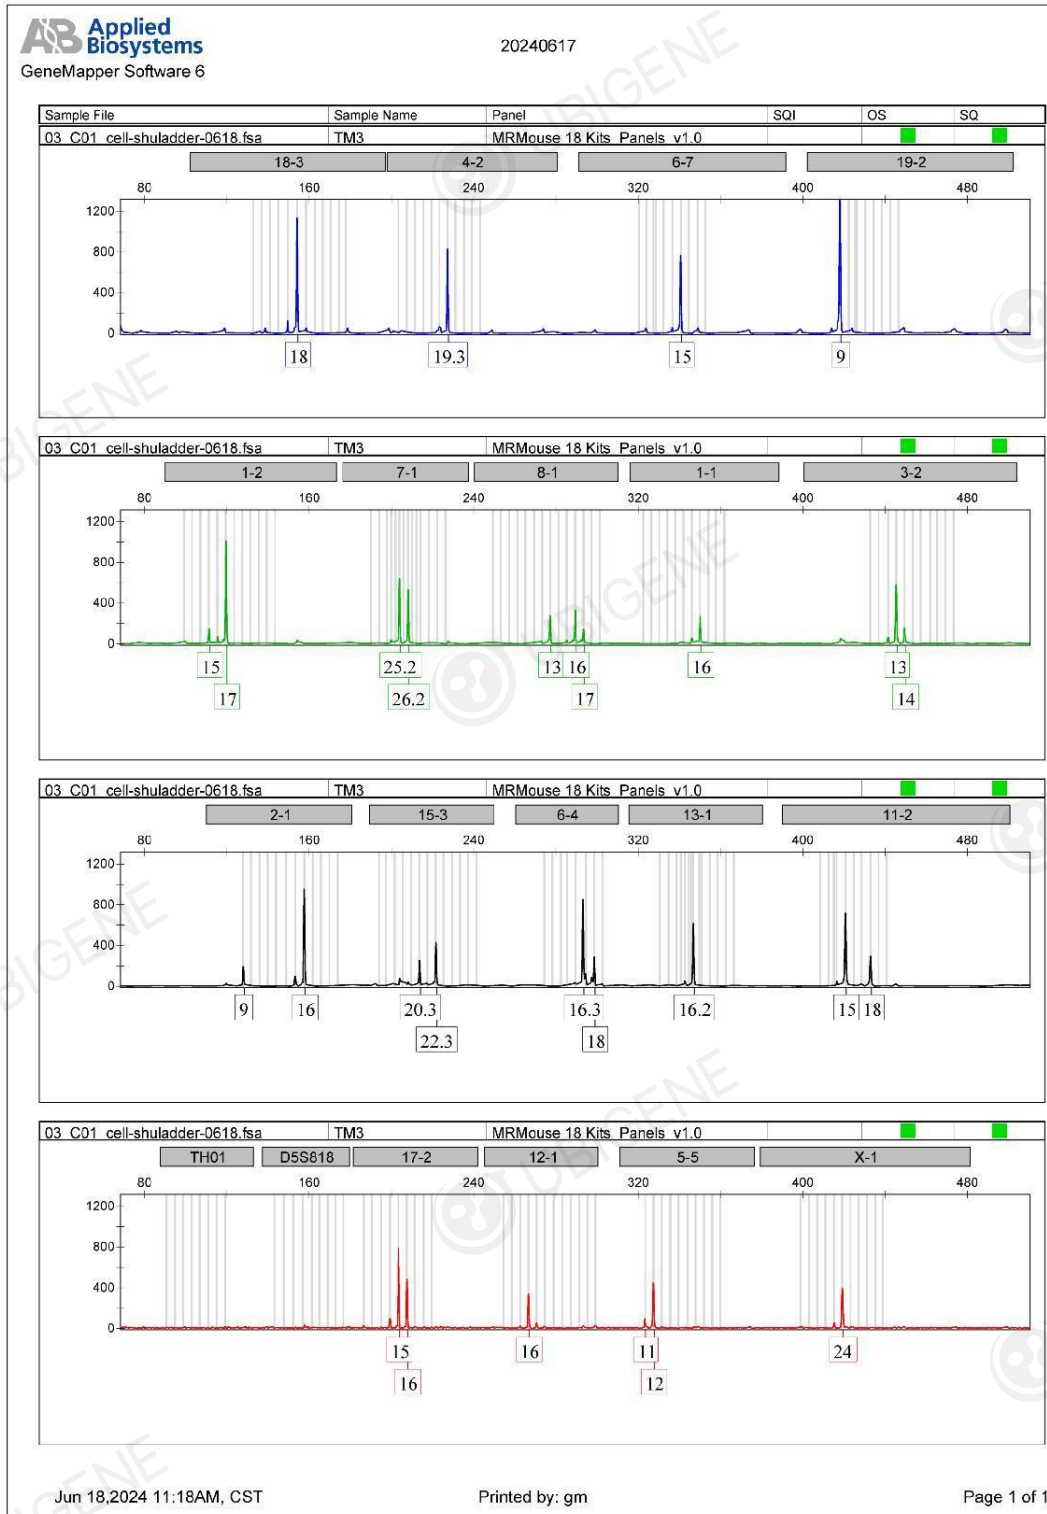 AB Applied
Biosystems
20240617
GeneMapper Software 6
Sample File Sample Name Panel SQI OS SQ
03_C01_cell-shuladder-0618.fsa TM3 MRMouse 18 Kits_Panels_v1.0
18-3 4-2 6-7 19-2
80 160 240 320 400 480
1200
800
400
0
18 19.3 15 9
03_C01_cell-shuladder-0618.fsa TM3 MRMouse 18 Kits_Panels_v1.0
1-2 7-1 8-1 1-1 3-2
80 160 240 320 400 480
1200
800
400
0
15 25.2 13 16 16 13
17 26.2 17 14
03_C01_cell-shuladder-0618.fsa TM3 MRMouse 18 Kits_Panels_v1.0
2-1 15-3 6-4 13-1 11-2
80 160 240 320 400 480
1200
800
400
0
9 16 20.3 16.3 16.2 15 18
22.3 18
03_C01_cell-shuladder-0618.fsa TM3 MRMouse 18 Kits_Panels_v1.0
TH01 D5S818 17-2 12-1 5-5 X-1
80 160 240 320 400 480
1200
800
400
0
15 16 11 24
16 12
Jun 18,2024 11:18AM, CST Printed by: gm Page 1 of 1
UBIGENE
UBIGENE
UBIGENE
UBIGENE